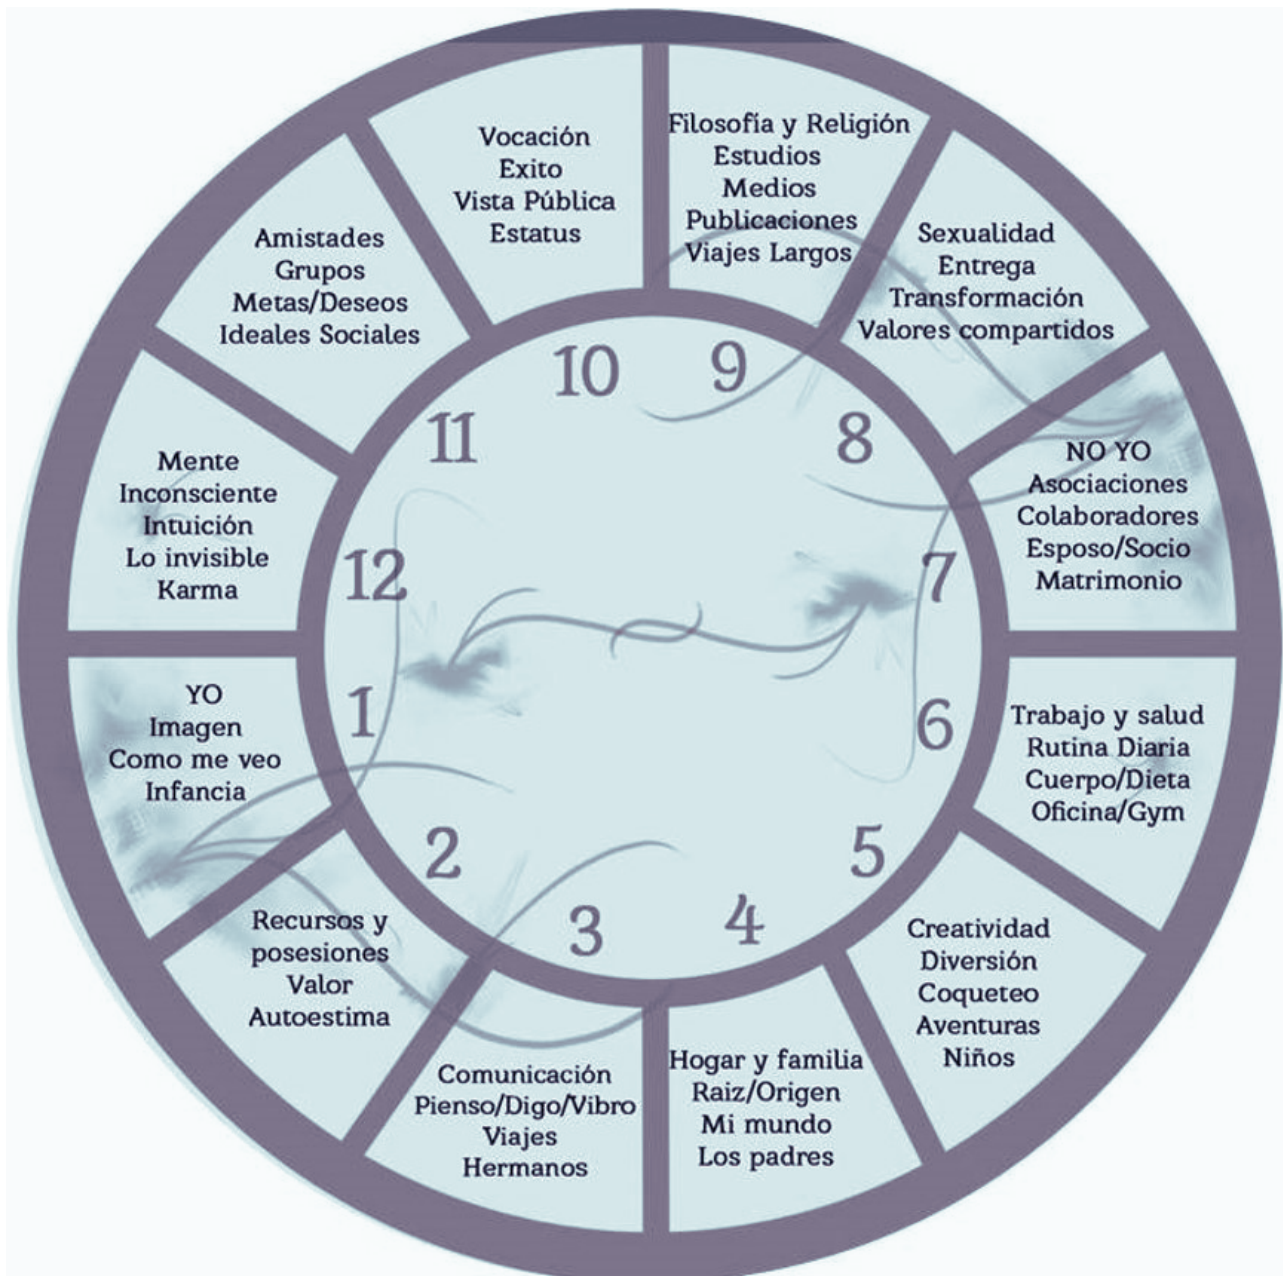 Vocación
Exito
Vista Pública
Estatus
Filosofía y Religión
Estudios
Medios
Publicaciones
Viajes Largos
Sexualidad
Entrega
Transformación
Valores compartidos
NO YO
Asociaciones
Colaboradores
Esposo/Socio
Matrimonio
Trabajo y salud
Rutina Diaria
Cuerpo/Dieta
Oficina/Gym
Creatividad
Diversión
Coqueteo
Aventuras
Niños
Hogar y familia
Raiz/Origen
Mi mundo
Los padres
Comunicación
Pienso/Digo/Vibro
Viajes
Hermanos
Recursos y
posesiones
Valor
Autoestima
YO
Imagen
Como me veo
Infancia
Mente
Inconsciente
Intuición
Lo invisible
Karma
Amistades
Grupos
Metas/Deseos
Ideales Sociales
10
9
8
7
6
5
4
3
2
1
12
11